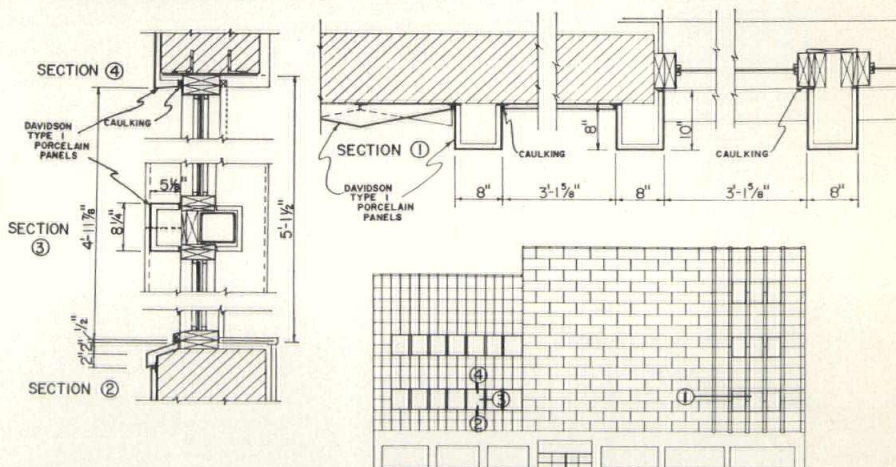 SECTION ④
DAVIDSON
TYPE I
PORCELAIN
PANELS
CAULKING
5⅛"
SECTION
③
4'-11⅞"
8¼"
5'-1½"
½"
2"
2"
SECTION ②
SECTION ①
DAVIDSON
TYPE I
PORCELAIN
PANELS
CAULKING
8"
10"
CAULKING
8"
3'-1⅝"
8"
3'-1⅝"
8"
④
③
②
①